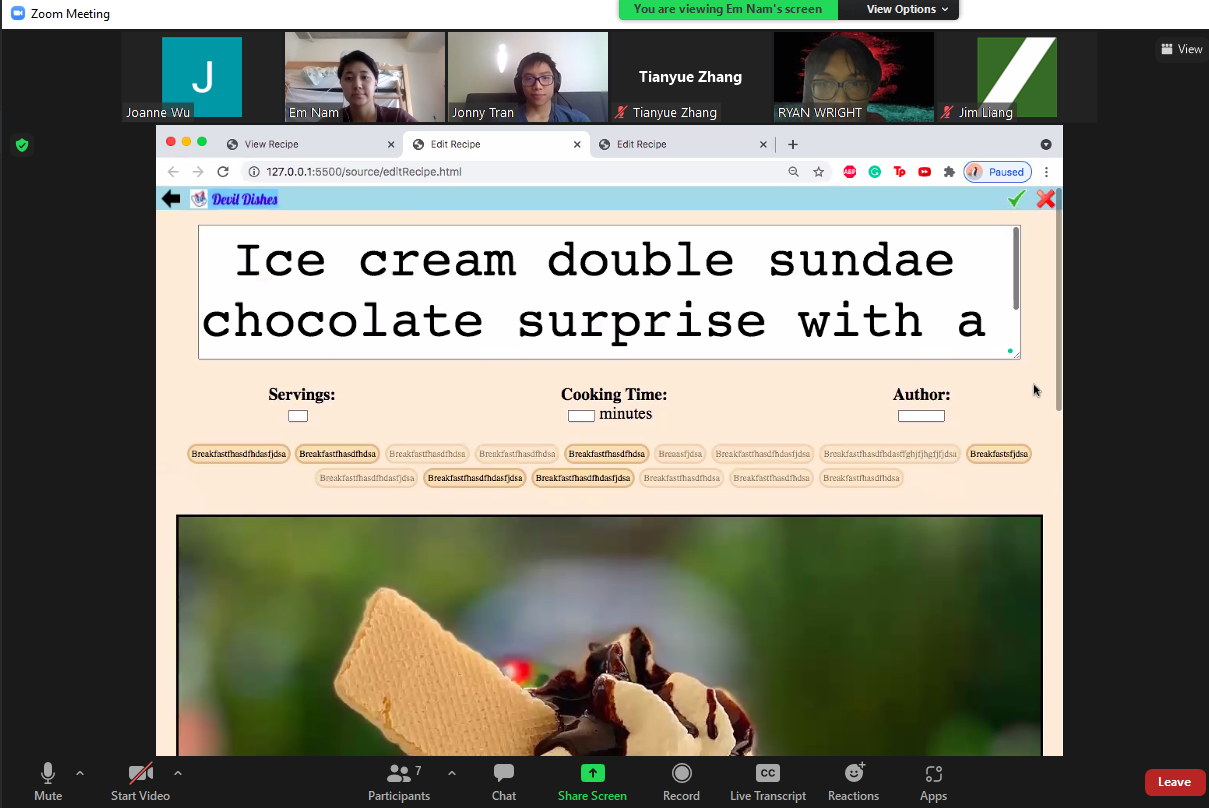 Zoom Meeting
You are viewing Em Nam's screen
View Options
View
J
Joanne Wu
Em Nam
Jonny Tran
Tianyue Zhang
Tianyue Zhang
RYAN WRIGHT
Jim Liang
View Recipe
Edit Recipe
Edit Recipe
127.0.0.1:5500/source/editRecipe.html
ABP
G
Tp
Paused
Devil Dishes
Ice cream double sundae
chocolate surprise with a
Servings: Cooking Time: Author:
minutes
Breakfastfhasdfhdasfjdsa Breakfastfhasdfhdsa Breakfastfhasdfhdsa Breakfastfhasdfhdsa Breakfastfhasdfhdsa Breaasfjdsa Breakfastfhasdfhdasfjdsa Breakfastfhasdfhdasffghjfjhgfjfjdsa Breakfastsfjdsa
Breakfastfhasdfhdasfjdsa Breakfastfhasdfhdasfjdsa Breakfastfhasdfhdasfjdsa Breakfastfhasdfhdsa Breakfastfhasdfhdsa Breakfastfhasdfhdsa
Mute
Start Video
Participants
7
Chat
Share Screen
Record
CC
Live Transcript
Reactions
Apps
Leave